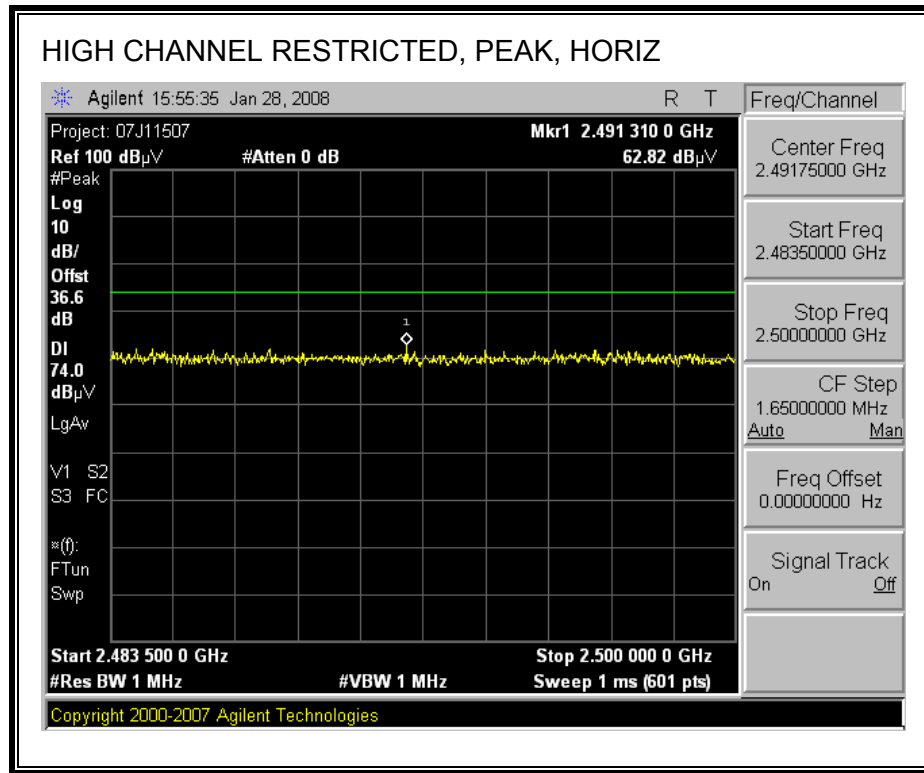 HIGH CHANNEL RESTRICTED, PEAK, HORIZ
Agilent 15:55:35 Jan 28, 2008 R T
Freq/Channel
Project: 07J11507 Mkr1 2.491 310 0 GHz
Ref 100 dBµV #Atten 0 dB 62.82 dBµV
#Peak
Log
10
dB/
Offst
36.6
dB
DI
74.0
dBµV
LgAv
V1 S2
S3 FC
¤(f):
FTun
Swp
1
Start 2.483 500 0 GHz Stop 2.500 000 0 GHz
#Res BW 1 MHz #VBW 1 MHz Sweep 1 ms (601 pts)
Center Freq
2.49175000 GHz
Start Freq
2.48350000 GHz
Stop Freq
2.50000000 GHz
CF Step
1.65000000 MHz
Auto Man
Freq Offset
0.00000000 Hz
Signal Track
On Off
Copyright 2000-2007 Agilent Technologies